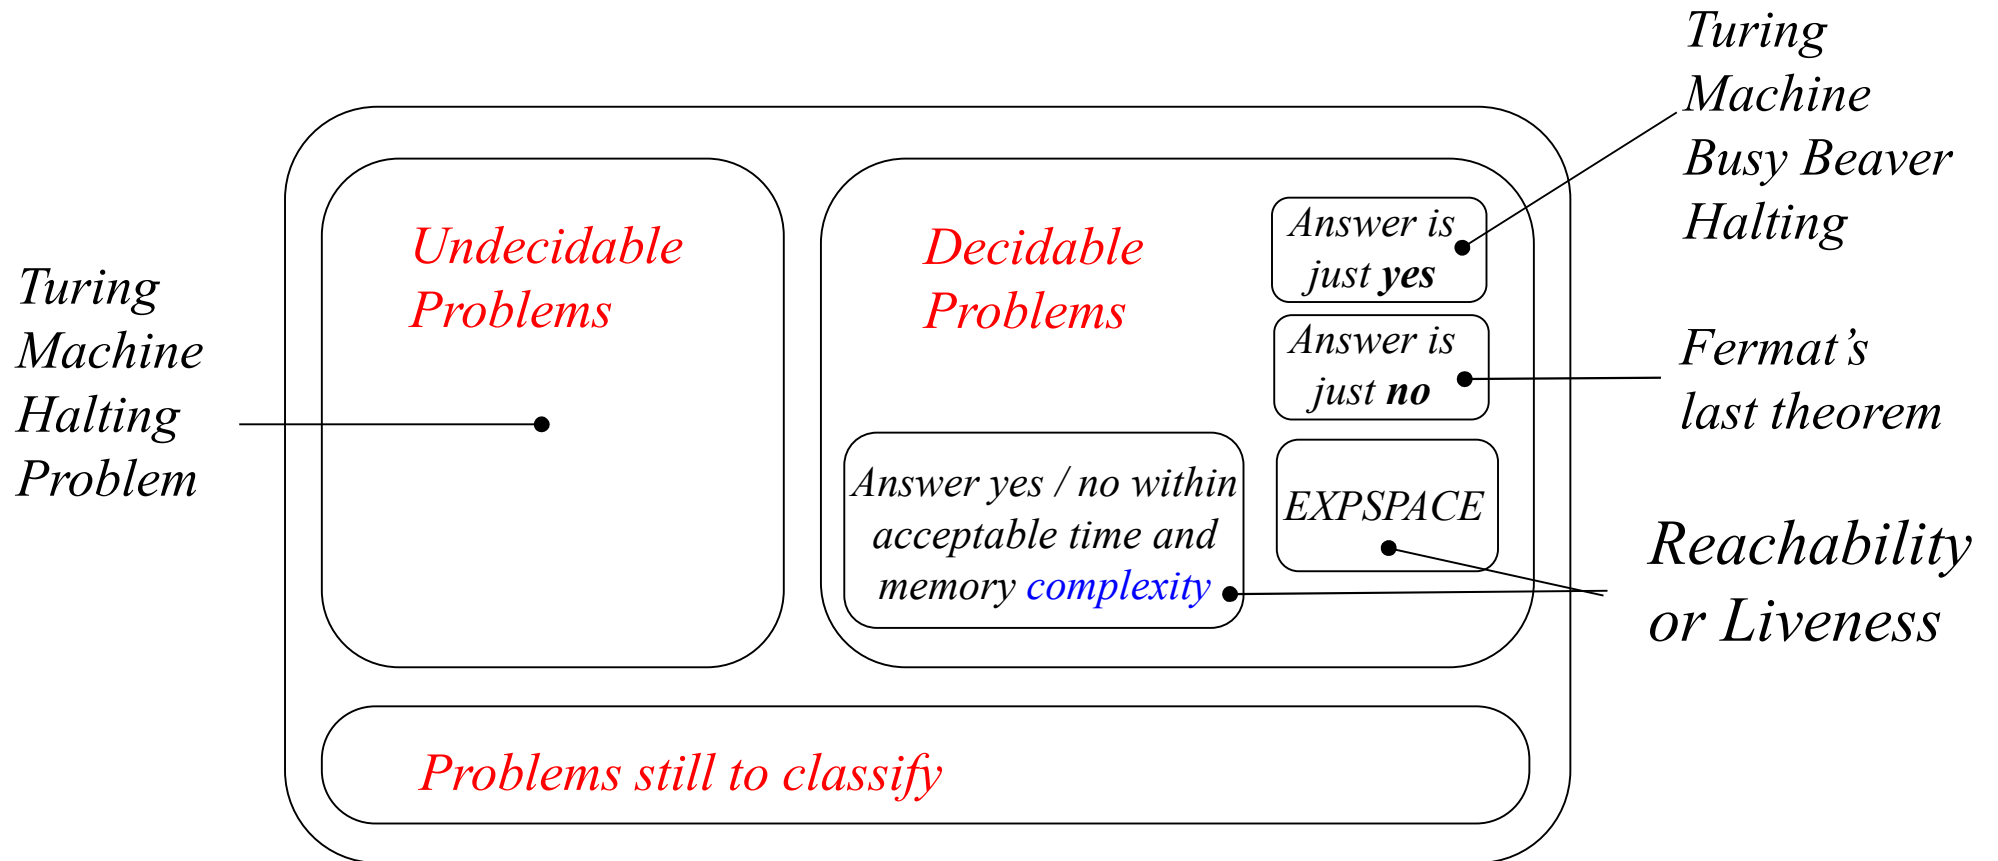 Turing
Machine
Busy Beaver
Halting
Undecidable
Problems
Decidable
Problems
Answer is
just yes
Turing
Machine
Halting
Problem
Answer is
just no
Fermat’s
last theorem
Answer yes / no within
acceptable time and
memory complexity
EXPSPACE
Reachability
or Liveness
Problems still to classify